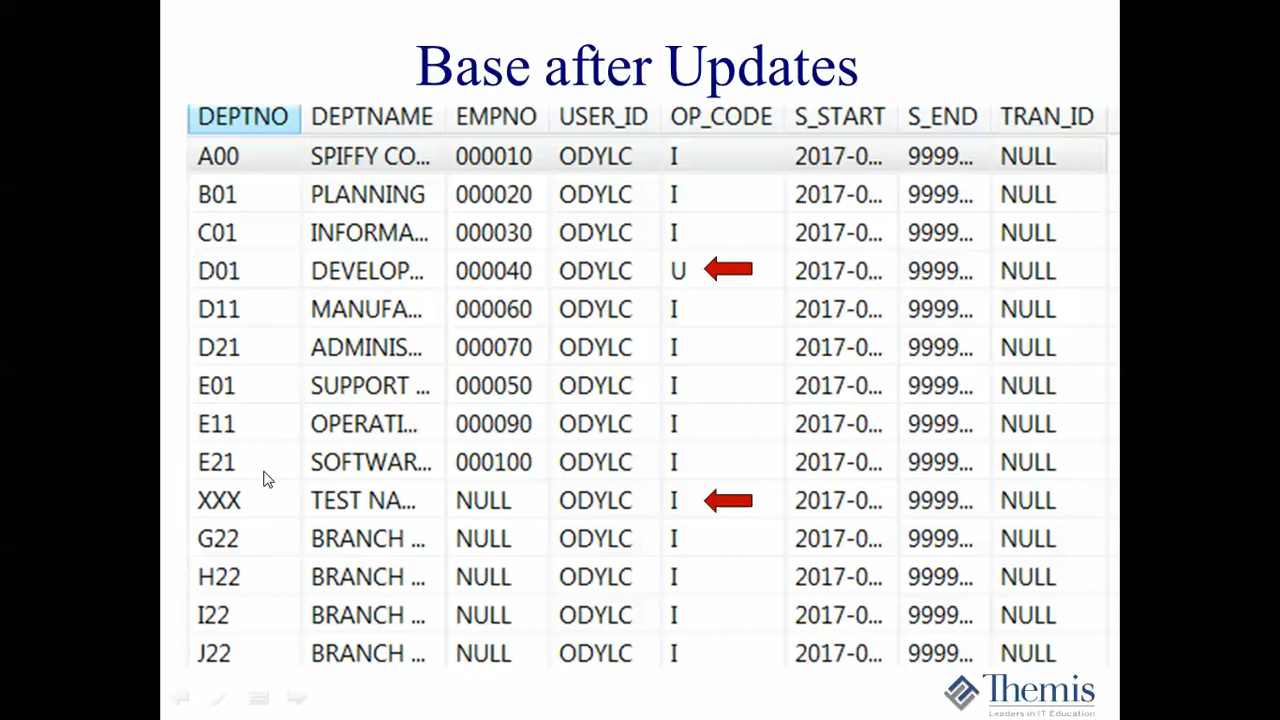 Base after Updates
DEPTNO DEPTNAME EMPNO USER_ID OP_CODE S_START S_END TRAN_ID
A00 SPIFFY CO... 000010 ODYLC I 2017-0... 9999... NULL
B01 PLANNING 000020 ODYLC I 2017-0... 9999... NULL
C01 INFORMA... 000030 ODYLC I 2017-0... 9999... NULL
D01 DEVELOP... 000040 ODYLC U 2017-0... 9999... NULL
D11 MANUFA... 000060 ODYLC I 2017-0... 9999... NULL
D21 ADMINIS... 000070 ODYLC I 2017-0... 9999... NULL
E01 SUPPORT ... 000050 ODYLC I 2017-0... 9999... NULL
E11 OPERATI... 000090 ODYLC I 2017-0... 9999... NULL
E21 SOFTWAR... 000100 ODYLC I 2017-0... 9999... NULL
XXX TEST NA... NULL ODYLC I 2017-0... 9999... NULL
G22 BRANCH ... NULL ODYLC I 2017-0... 9999... NULL
H22 BRANCH ... NULL ODYLC I 2017-0... 9999... NULL
I22 BRANCH ... NULL ODYLC I 2017-0... 9999... NULL
J22 BRANCH ... NULL ODYLC I 2017-0... 9999... NULL
Themis
Leaders in IT Education